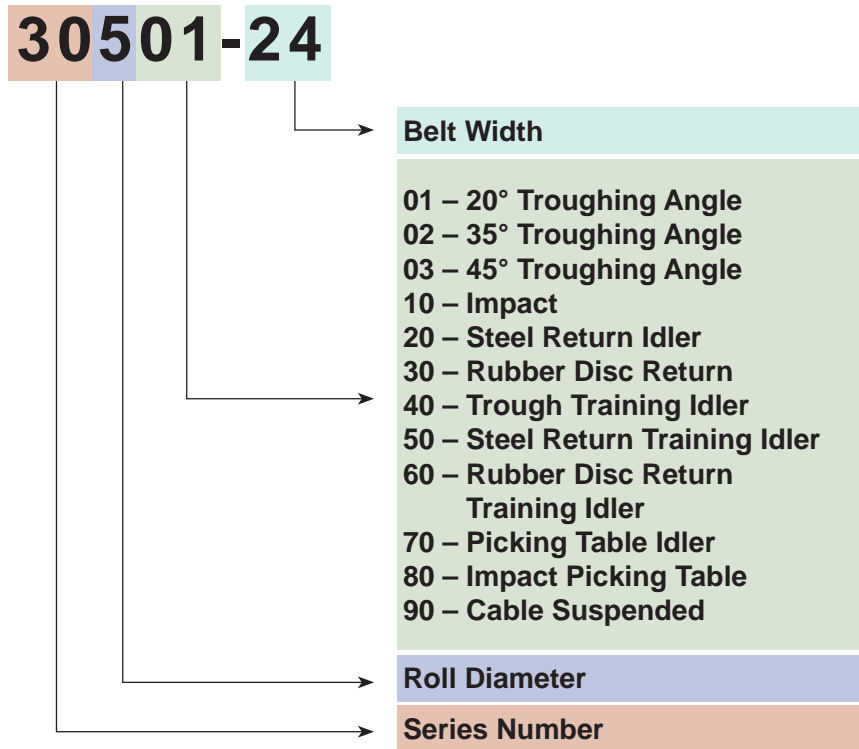 30501-24
Belt Width
01 – 20° Troughing Angle
02 – 35° Troughing Angle
03 – 45° Troughing Angle
10 – Impact
20 – Steel Return Idler
30 – Rubber Disc Return
40 – Trough Training Idler
50 – Steel Return Training Idler
60 – Rubber Disc Return
Training Idler
70 – Picking Table Idler
80 – Impact Picking Table
90 – Cable Suspended
Roll Diameter
Series Number